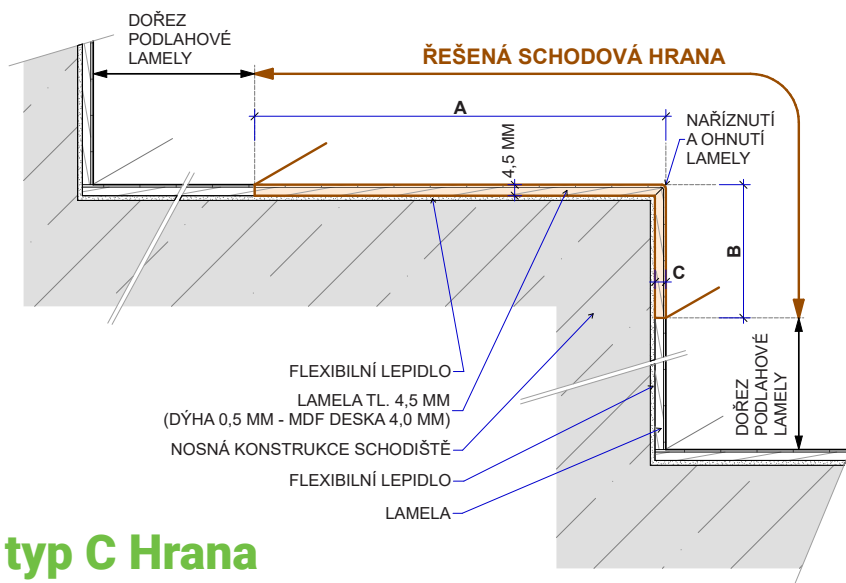 DOŘEZ
PODLAHOVÉ
LAMELY
ŘEŠENÁ SCHODOVÁ HRANA
A
4,5 MM
NAŘÍZNUTÍ
A OHNUTÍ
LAMELY
B
C
FLEXIBILNÍ LEPIDLO
LAMELA TL. 4,5 MM
(DÝHA 0,5 MM - MDF DESKA 4,0 MM)
NOSNÁ KONSTRUKCE SCHODIŠTĚ
FLEXIBILNÍ LEPIDLO
LAMELA
DOŘEZ
PODLAHOVÉ
LAMELY
typ C Hrana